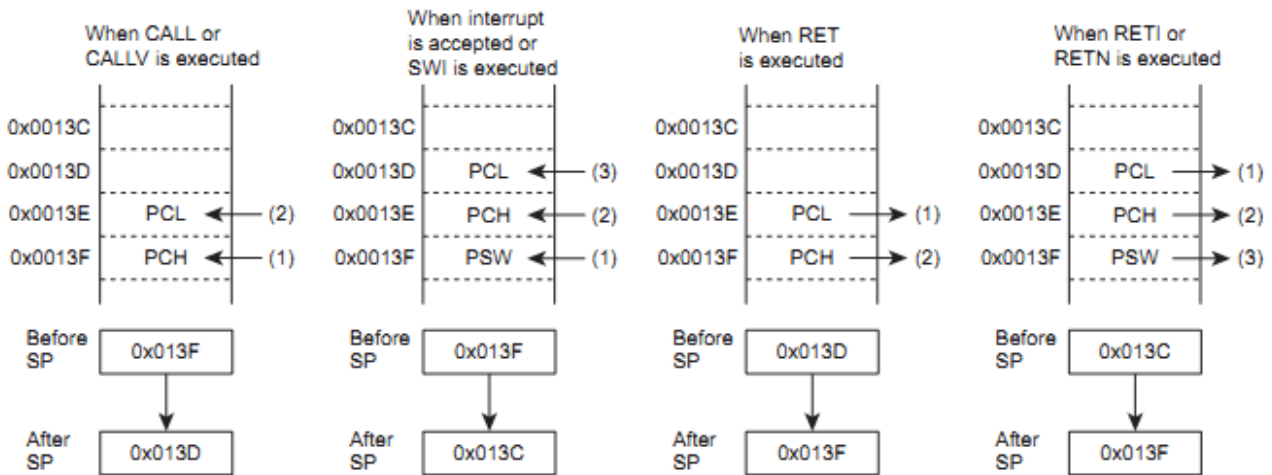 When CALL or
CALLV is executed
0x0013C
0x0013D
0x0013E PCL (2)
0x0013F PCH (1)
Before
SP
0x013F
After
SP
0x013D
When interrupt
is accepted or
SWI is executed
0x0013C
0x0013D PCL (3)
0x0013E PCH (2)
0x0013F PSW (1)
Before
SP
0x013F
After
SP
0x013C
When RET
is executed
0x0013C
0x0013D
0x0013E PCL (1)
0x0013F PCH (2)
Before
SP
0x013D
After
SP
0x013F
When RETI or
RETN is executed
0x0013C
0x0013D PCL (1)
0x0013E PCH (2)
0x0013F PSW (3)
Before
SP
0x013C
After
SP
0x013F